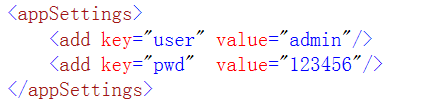 <appSettings>
    <add key="user" value="admin"/>
    <add key="pwd"  value="123456"/>
</appSettings>